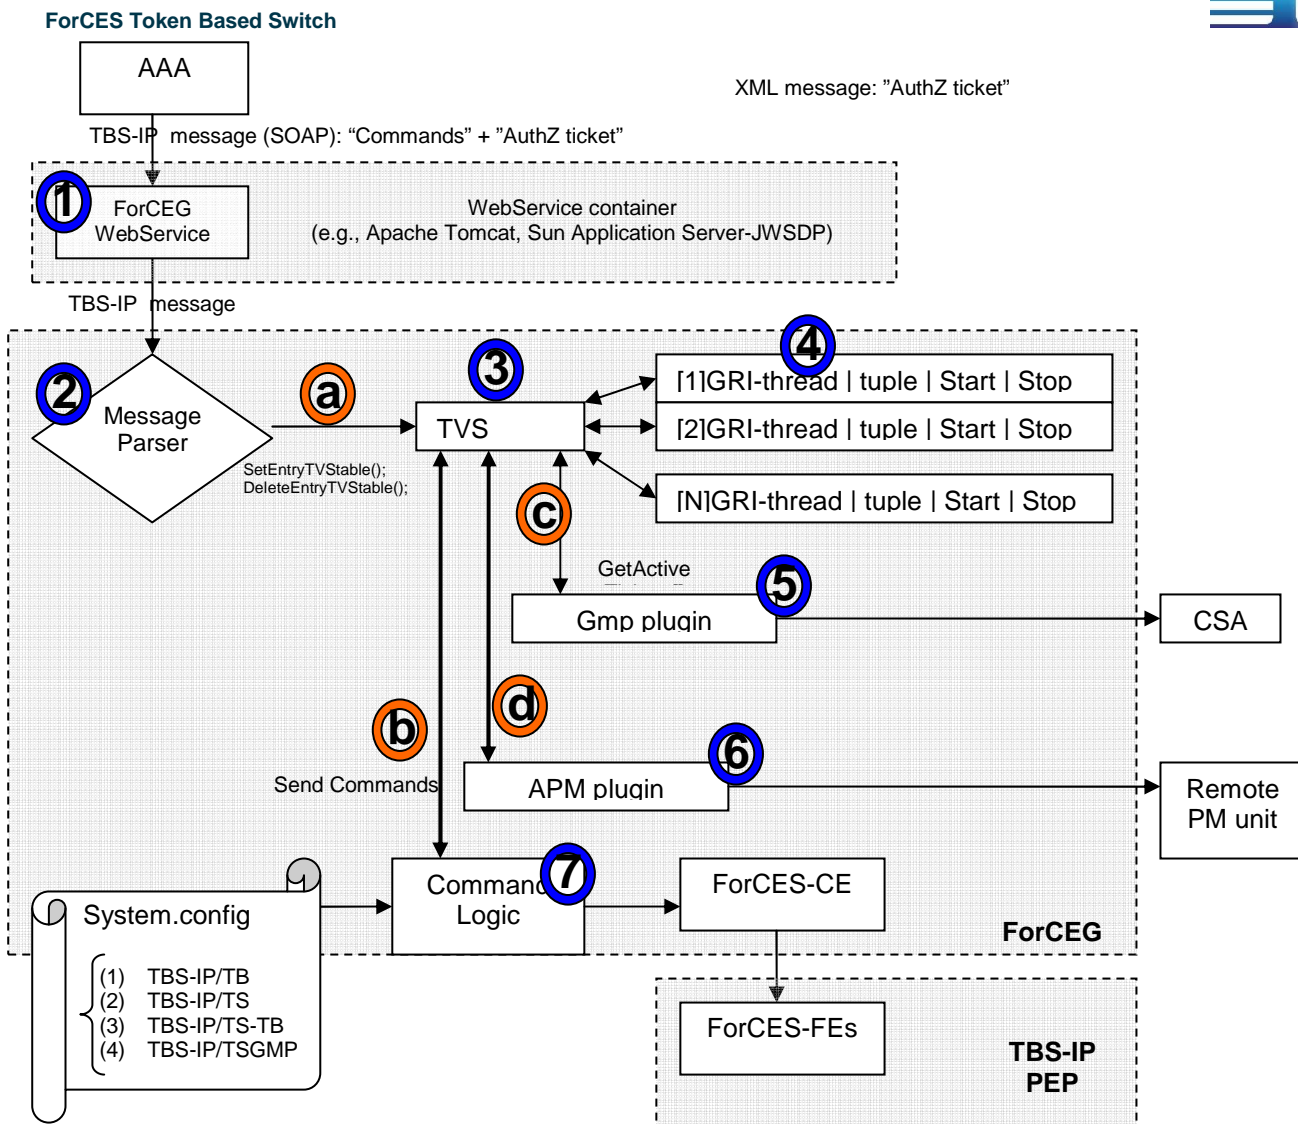 ForCES Token Based Switch
AAA
XML message: "AuthZ ticket"
TBS-IP message (SOAP): “Commands” + ”AuthZ ticket”
1
ForCEG
WebService
WebService container
(e.g., Apache Tomcat, Sun Application Server-JWSDP)
TBS-IP message
2
Message
Parser
a
SetEntryTVStable();
DeleteEntryTVStable();
3
TVS
4
[1]GRI-thread | tuple | Start | Stop
[2]GRI-thread | tuple | Start | Stop
[N]GRI-thread | tuple | Start | Stop
c
GetActive
5
Gmp plugin
CSA
b
d
Send Commands
6
APM plugin
Remote
PM unit
7
Command
Logic
ForCES-CE
ForCEG
System.config
(1) TBS-IP/TB
(2) TBS-IP/TS
(3) TBS-IP/TS-TB
(4) TBS-IP/TSGMP
ForCES-FEs
TBS-IP
PEP